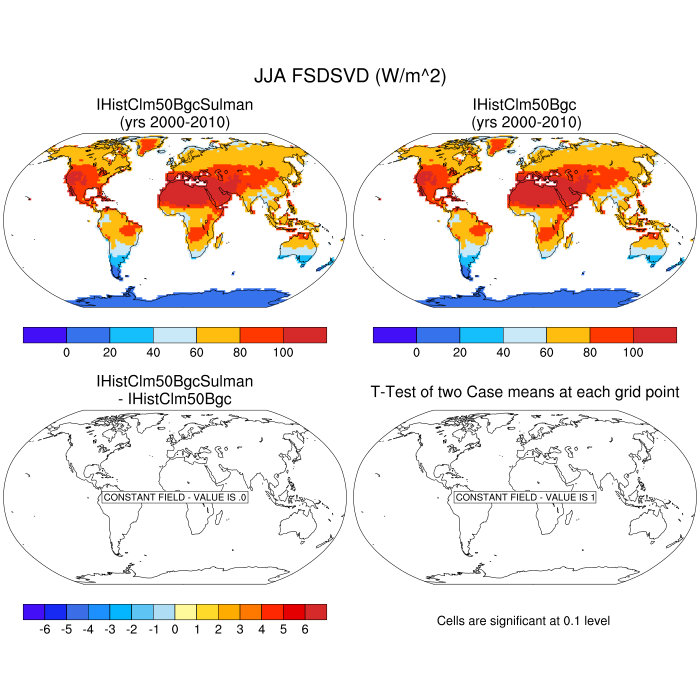 JJA FSDSVD (W/m^2)
IHistClm50BgcSulman
(yrs 2000-2010)
IHistClm50Bgc
(yrs 2000-2010)
0 20 40 60 80 100
0 20 40 60 80 100
IHistClm50BgcSulman
- IHistClm50Bgc
T-Test of two Case means at each grid point
CONSTANT FIELD - VALUE IS .0
CONSTANT FIELD - VALUE IS 1
-6 -5 -4 -3 -2 -1 0 1 2 3 4 5 6
Cells are significant at 0.1 level